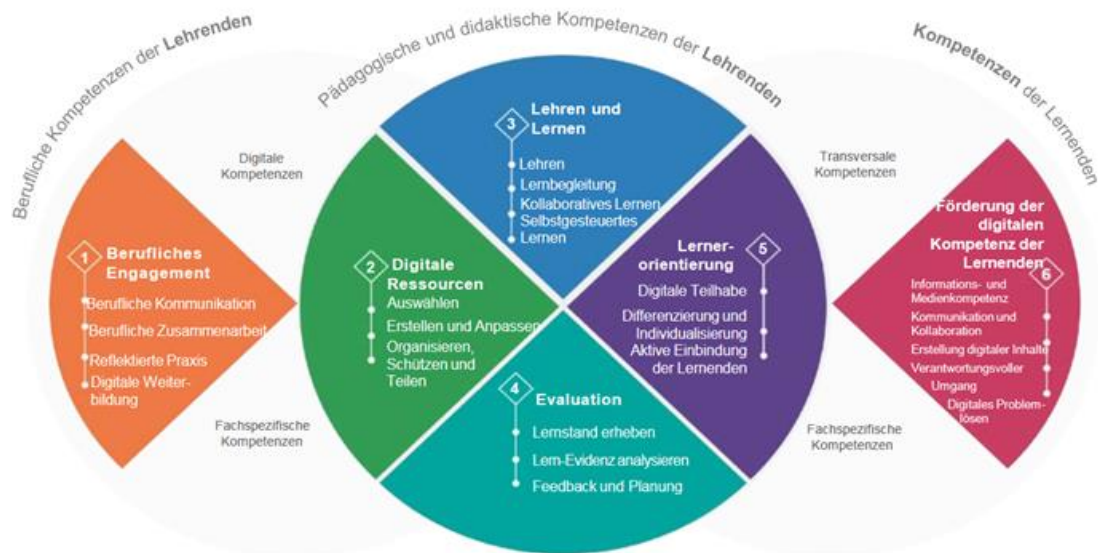 Berufliche Kompetenzen der Lehrenden
Pädagogische und didaktische Kompetenzen der Lehrenden
Kompetenzen der Lernenden
Digitale
Kompetenzen
Fachspezifische
Kompetenzen
Transversale
Kompetenzen
Fachspezifische
Kompetenzen
1
Berufliches
Engagement
Berufliche Kommunikation
Berufliche Zusammenarbeit
Reflektierte Praxis
Digitale Weiter-
bildung
2
Digitale
Ressourcen
Auswählen
Erstellen und Anpassen
Organisieren,
Schützen und
Teilen
3
Lehren und
Lernen
Lehren
Lernbegleitung
Kollaboratives Lernen
Selbstgesteuertes
Lernen
4
Evaluation
Lernstand erheben
Lern-Evidenz analysieren
Feedback und Planung
5
Lerner-
orientierung
Digitale Teilhabe
Differenzierung und
Individualisierung
Aktive Einbindung
der Lernenden
6
Förderung der
digitalen
Kompetenz der
Lernenden
Informations- und
Medienkompetenz
Kommunikation und
Kollaboration
Erstellung digitaler Inhalte
Verantwortungsvoller
Umgang
Digitales Problem-
lösen